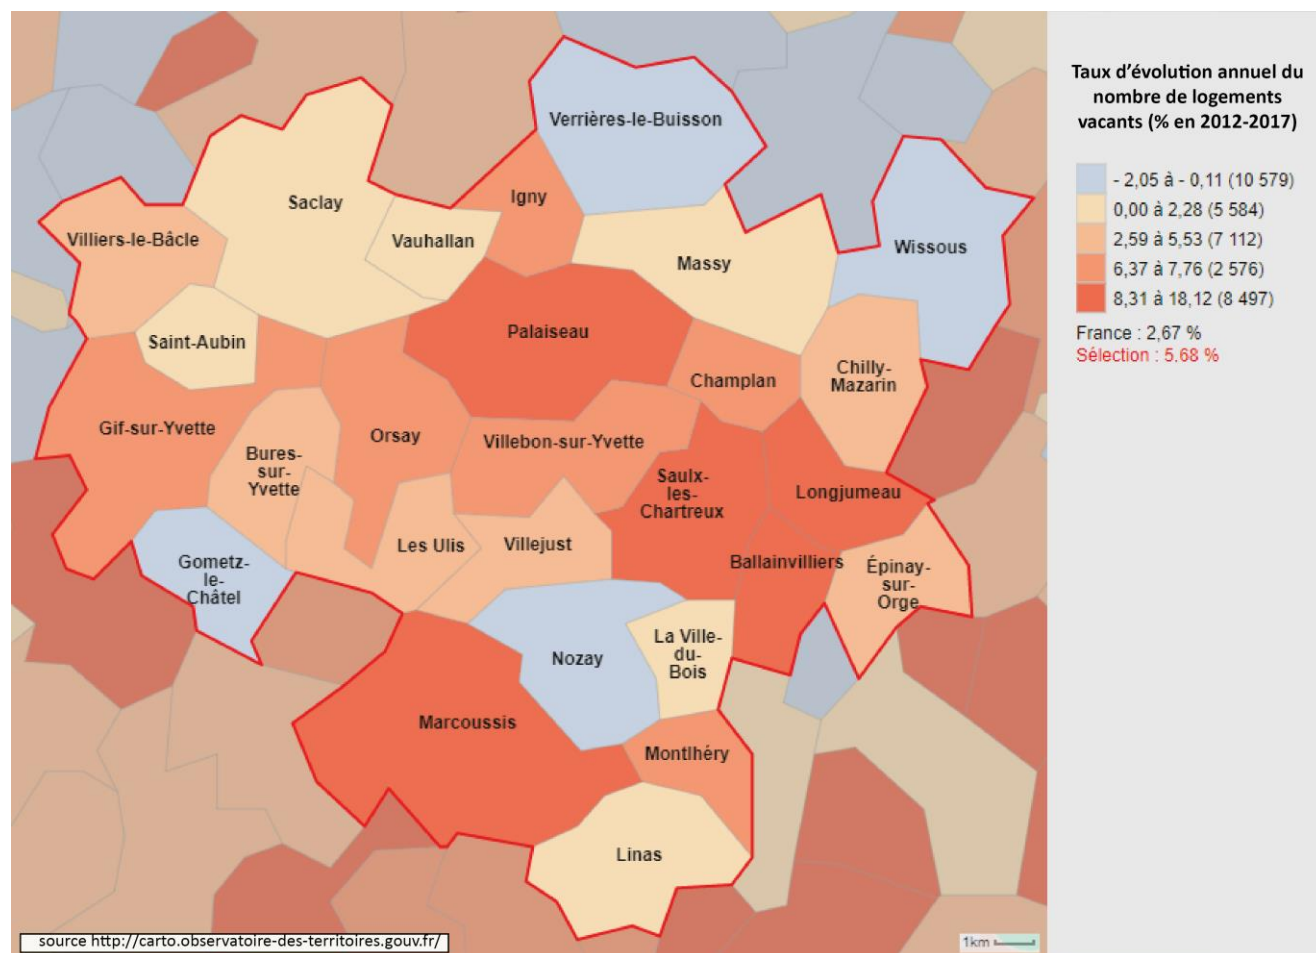 Taux d'évolution annuel du
nombre de logements
vacants (% en 2012-2017)
- 2,05 à - 0,11 (10 579)
0,00 à 2,28 (5 584)
2,59 à 5,53 (7 112)
6,37 à 7,76 (2 576)
8,31 à 18,12 (8 497)
France : 2,67 %
Sélection : 5.68 %
Verrières-le-Buisson
Igny
Saclay
Vauhallan
Villiers-le-Bâcle
Wissous
Massy
Palaiseau
Saint-Aubin
Chilly-
Mazarin
Champlan
Gif-sur-Yvette
Orsay
Villebon-sur-Yvette
Bures-
sur-
Yvette
Saulx-
les-
Chartreux
Longjumeau
Les Ulis
Villejust
Ballainvilliers
Épinay-
sur-
Orge
Gometz-
le-
Châtel
Nozay
La Ville-
du-
Bois
Marcoussis
Montlhéry
Linas
source http://carto.observatoire-des-territoires.gouv.fr/
1km